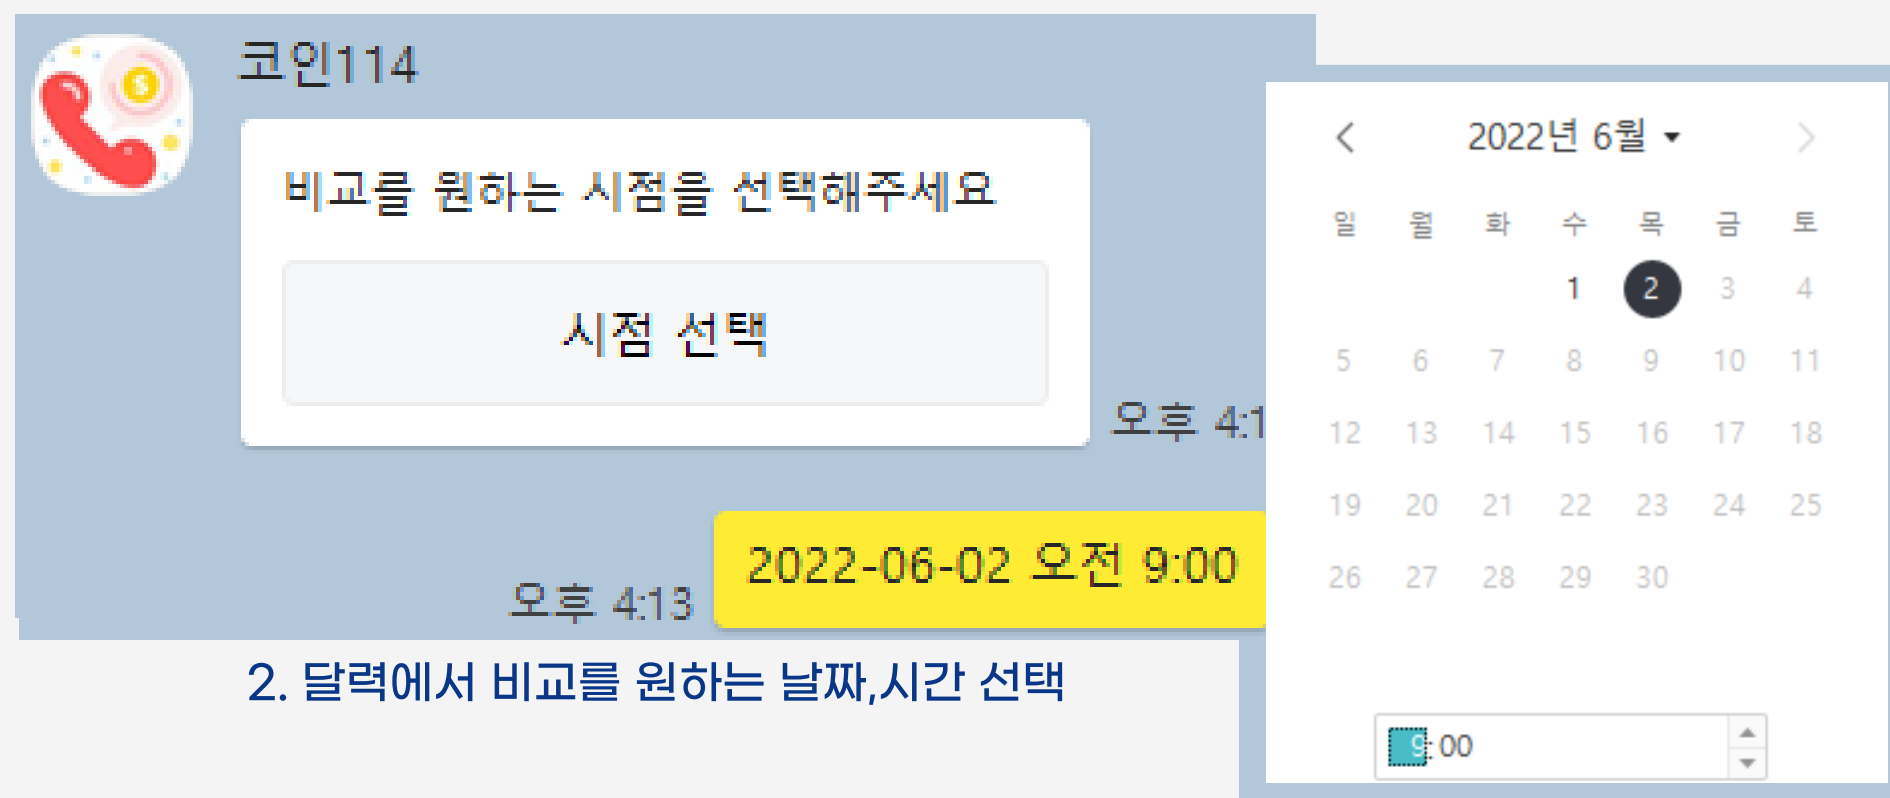 코인114
비교를 원하는 시점을 선택해주세요
시점 선택
오후 4:1
2022-06-02 오전 9:00
오후 4:13
2. 달력에서 비교를 원하는 날짜,시간 선택
2022년 6월
일 월 화 수 목 금 토
1 2 3 4
5 6 7 8 9 10 11
12 13 14 15 16 17 18
19 20 21 22 23 24 25
26 27 28 29 30
9:00